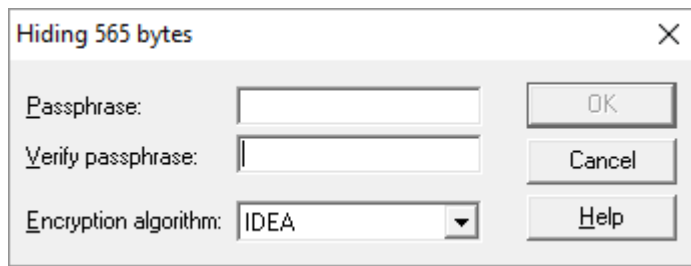 Hiding 565 bytes
Passphrase:
OK
Verify passphrase:
Cancel
Encryption algorithm:
IDEA
Help